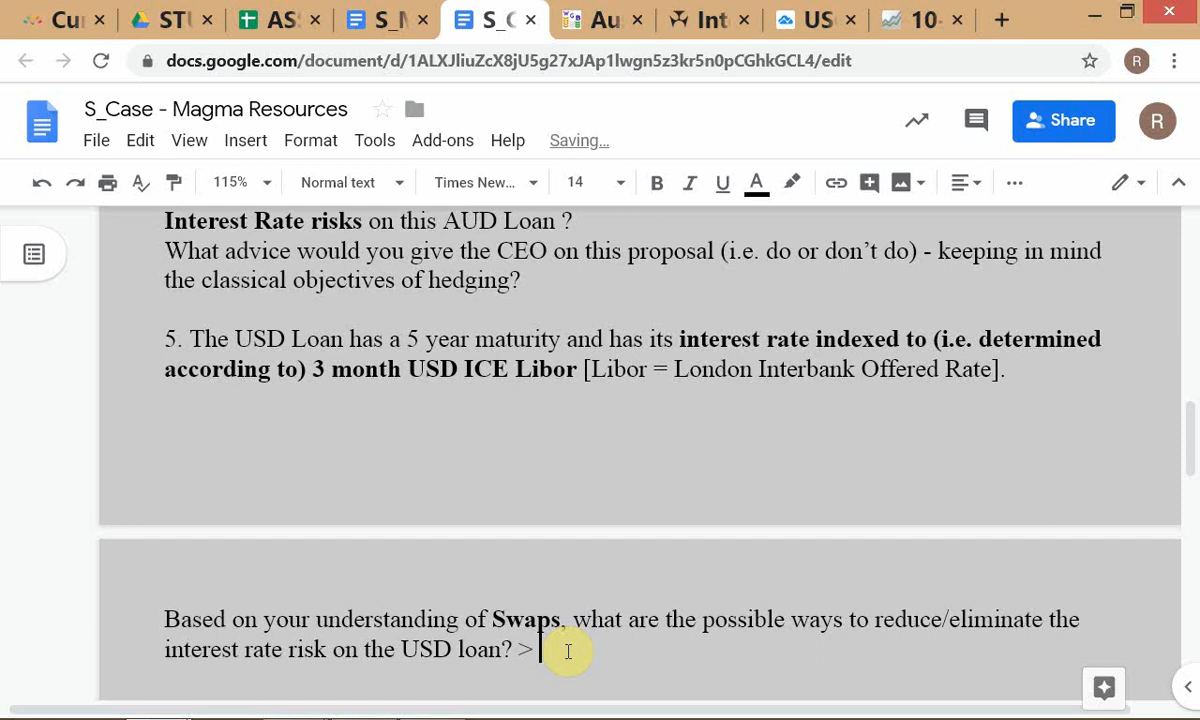 Cur
STU
AS
S_M
S_C
Au
Int
US
10-
docs.google.com/document/d/1ALXJliuZcX8jU5g27xJAp1lwgn5z3kr5n0pCGhkGCL4/edit
R
S_Case - Magma Resources
File Edit View Insert Format Tools Add-ons Help Saving...
Share
R
115% Normal text Times New... 14 B I U A
Interest Rate risks on this AUD Loan ?
What advice would you give the CEO on this proposal (i.e. do or don’t do) - keeping in mind
the classical objectives of hedging?
5. The USD Loan has a 5 year maturity and has its interest rate indexed to (i.e. determined
according to) 3 month USD ICE Libor [Libor = London Interbank Offered Rate].
Based on your understanding of Swaps, what are the possible ways to reduce/eliminate the
interest rate risk on the USD loan? >